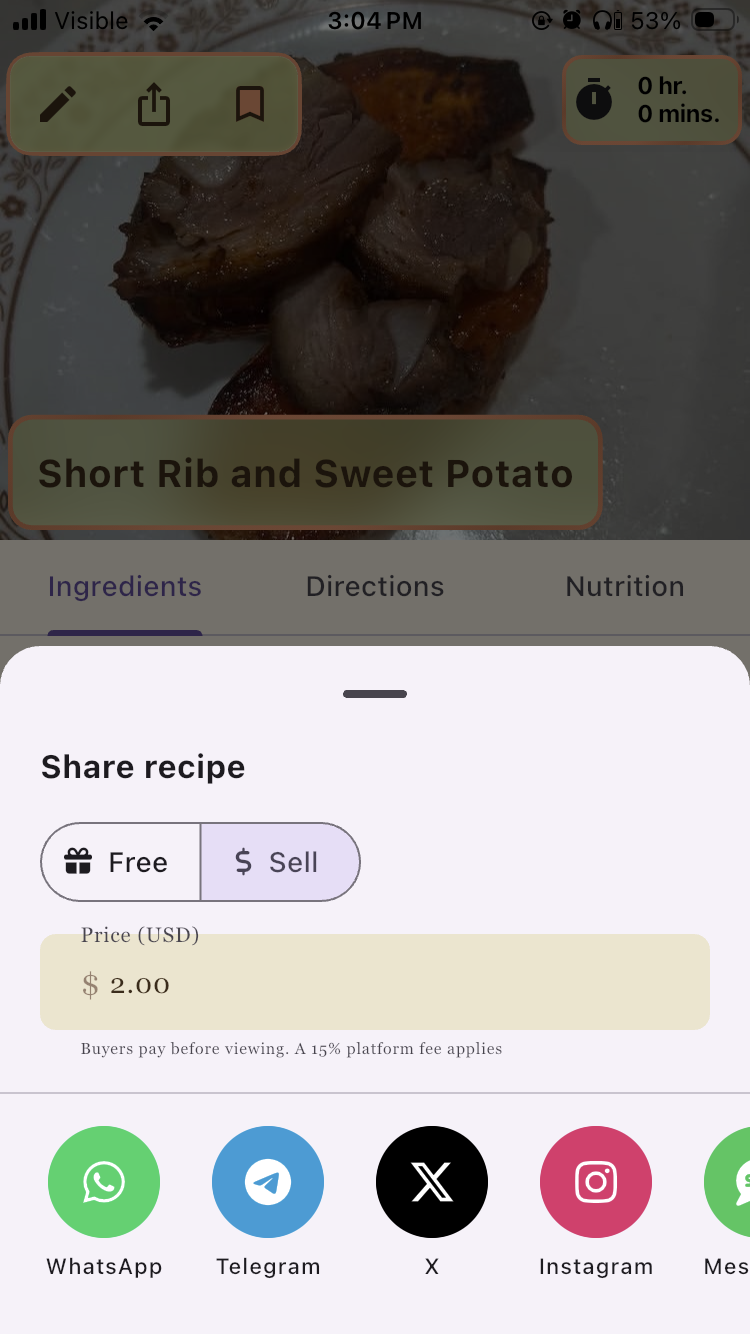 Visible 3:04 PM 53%
0 hr.
0 mins.
Short Rib and Sweet Potato
Ingredients Directions Nutrition
Share recipe
Free $ Sell
Price (USD)
$ 2.00
Buyers pay before viewing. A 15% platform fee applies
WhatsApp Telegram X Instagram Mes